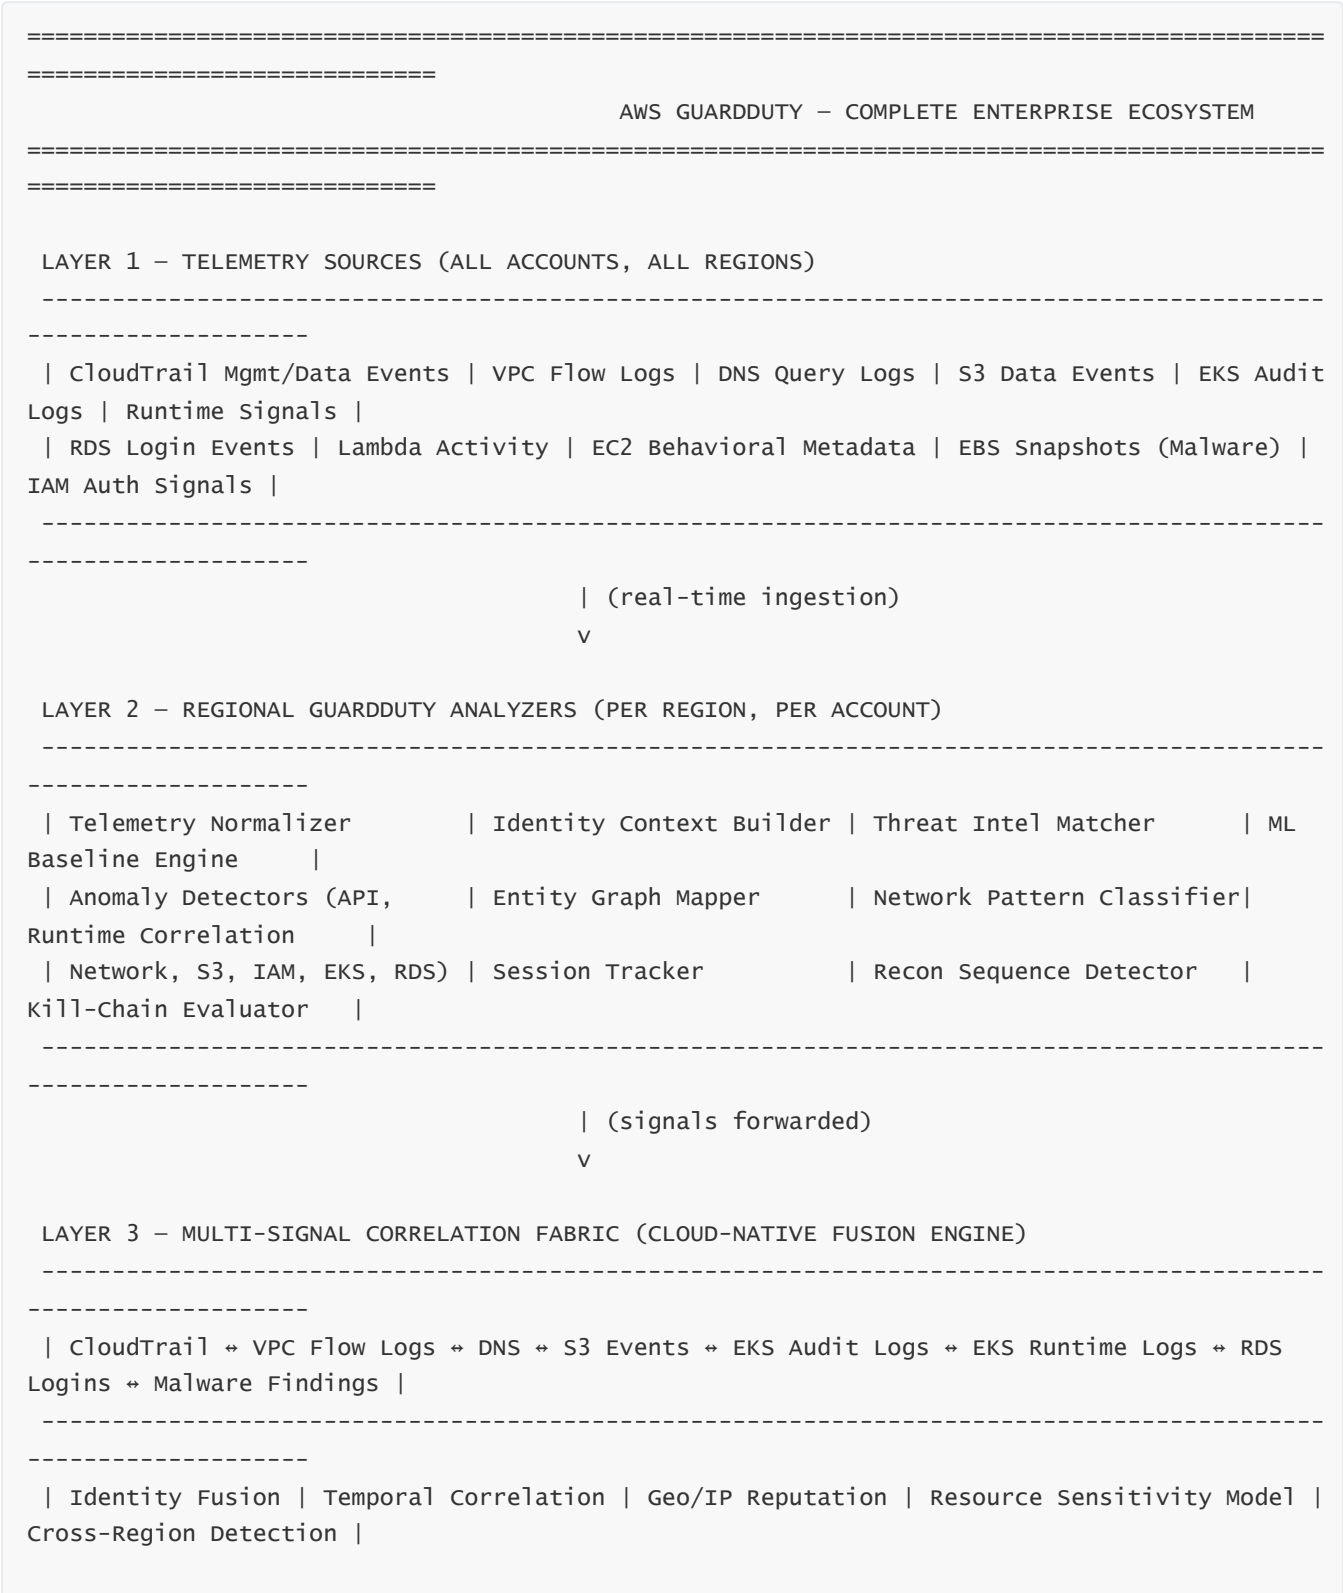 ============================================================================================
=============================
AWS GUARDDUTY — COMPLETE ENTERPRISE ECOSYSTEM
============================================================================================
=============================
LAYER 1 — TELEMETRY SOURCES (ALL ACCOUNTS, ALL REGIONS)
-------------------------------------------------------------------------------------------
--------------------
| CloudTrail Mgmt/Data Events | VPC Flow Logs | DNS Query Logs | S3 Data Events | EKS Audit
Logs | Runtime Signals |
| RDS Login Events | Lambda Activity | EC2 Behavioral Metadata | EBS Snapshots (Malware) |
IAM Auth Signals |
-------------------------------------------------------------------------------------------
--------------------
| (real-time ingestion)
v
LAYER 2 — REGIONAL GUARDDUTY ANALYZERS (PER REGION, PER ACCOUNT)
-------------------------------------------------------------------------------------------
--------------------
| Telemetry Normalizer        | Identity Context Builder | Threat Intel Matcher      | ML
Baseline Engine     |
| Anomaly Detectors (API,     | Entity Graph Mapper      | Network Pattern Classifier|
Runtime Correlation     |
| Network, S3, IAM, EKS, RDS) | Session Tracker          | Recon Sequence Detector   |
Kill-Chain Evaluator   |
-------------------------------------------------------------------------------------------
--------------------
| (signals forwarded)
v
LAYER 3 — MULTI-SIGNAL CORRELATION FABRIC (CLOUD-NATIVE FUSION ENGINE)
-------------------------------------------------------------------------------------------
--------------------
| CloudTrail ↔ VPC Flow Logs ↔ DNS ↔ S3 Events ↔ EKS Audit Logs ↔ EKS Runtime Logs ↔ RDS
Logins ↔ Malware Findings |
-------------------------------------------------------------------------------------------
--------------------
| Identity Fusion | Temporal Correlation | Geo/IP Reputation | Resource Sensitivity Model |
Cross-Region Detection |